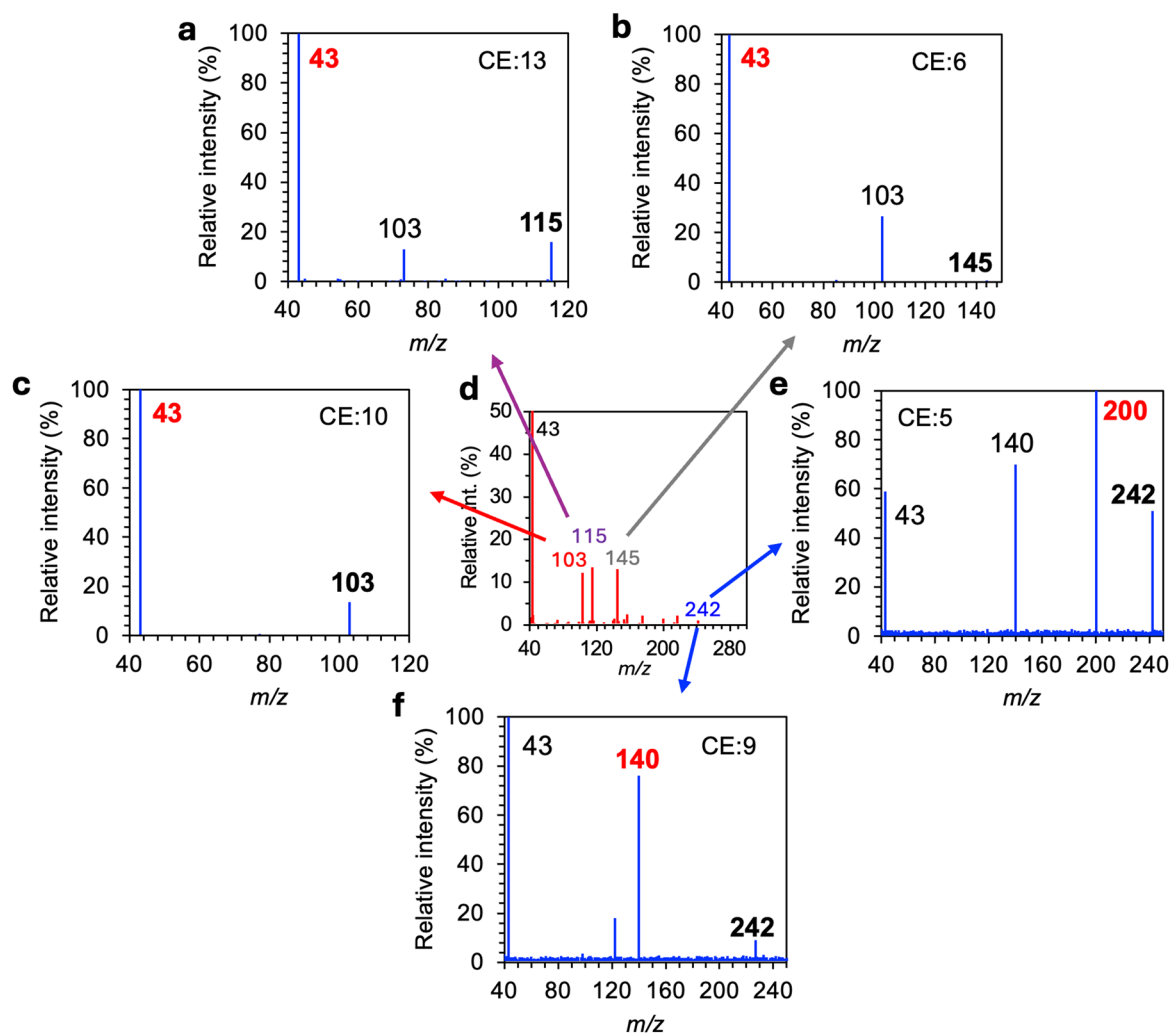 a
Relative intensity (%)
100
80
60
40
20
0
43
CE:13
103
115
40 60 80 100 120
m/z
b
Relative intensity (%)
100
80
60
40
20
0
43
CE:6
103
145
40 60 80 100 120 140
m/z
c
Relative intensity (%)
100
80
60
40
20
0
43
CE:10
103
40 60 80 100
m/z
d
Relative Int. (%)
50
40
30
20
10
0
43
115
103
145
242
40 120 200 280
m/z
e
Relative intensity (%)
100
80
60
40
20
0
CE:5
200
140
242
43
40 80 120 160 200 240
m/z
f
Relative intensity (%)
100
80
60
40
20
0
43
CE:9
140
242
40 80 120 160 200 240
m/z